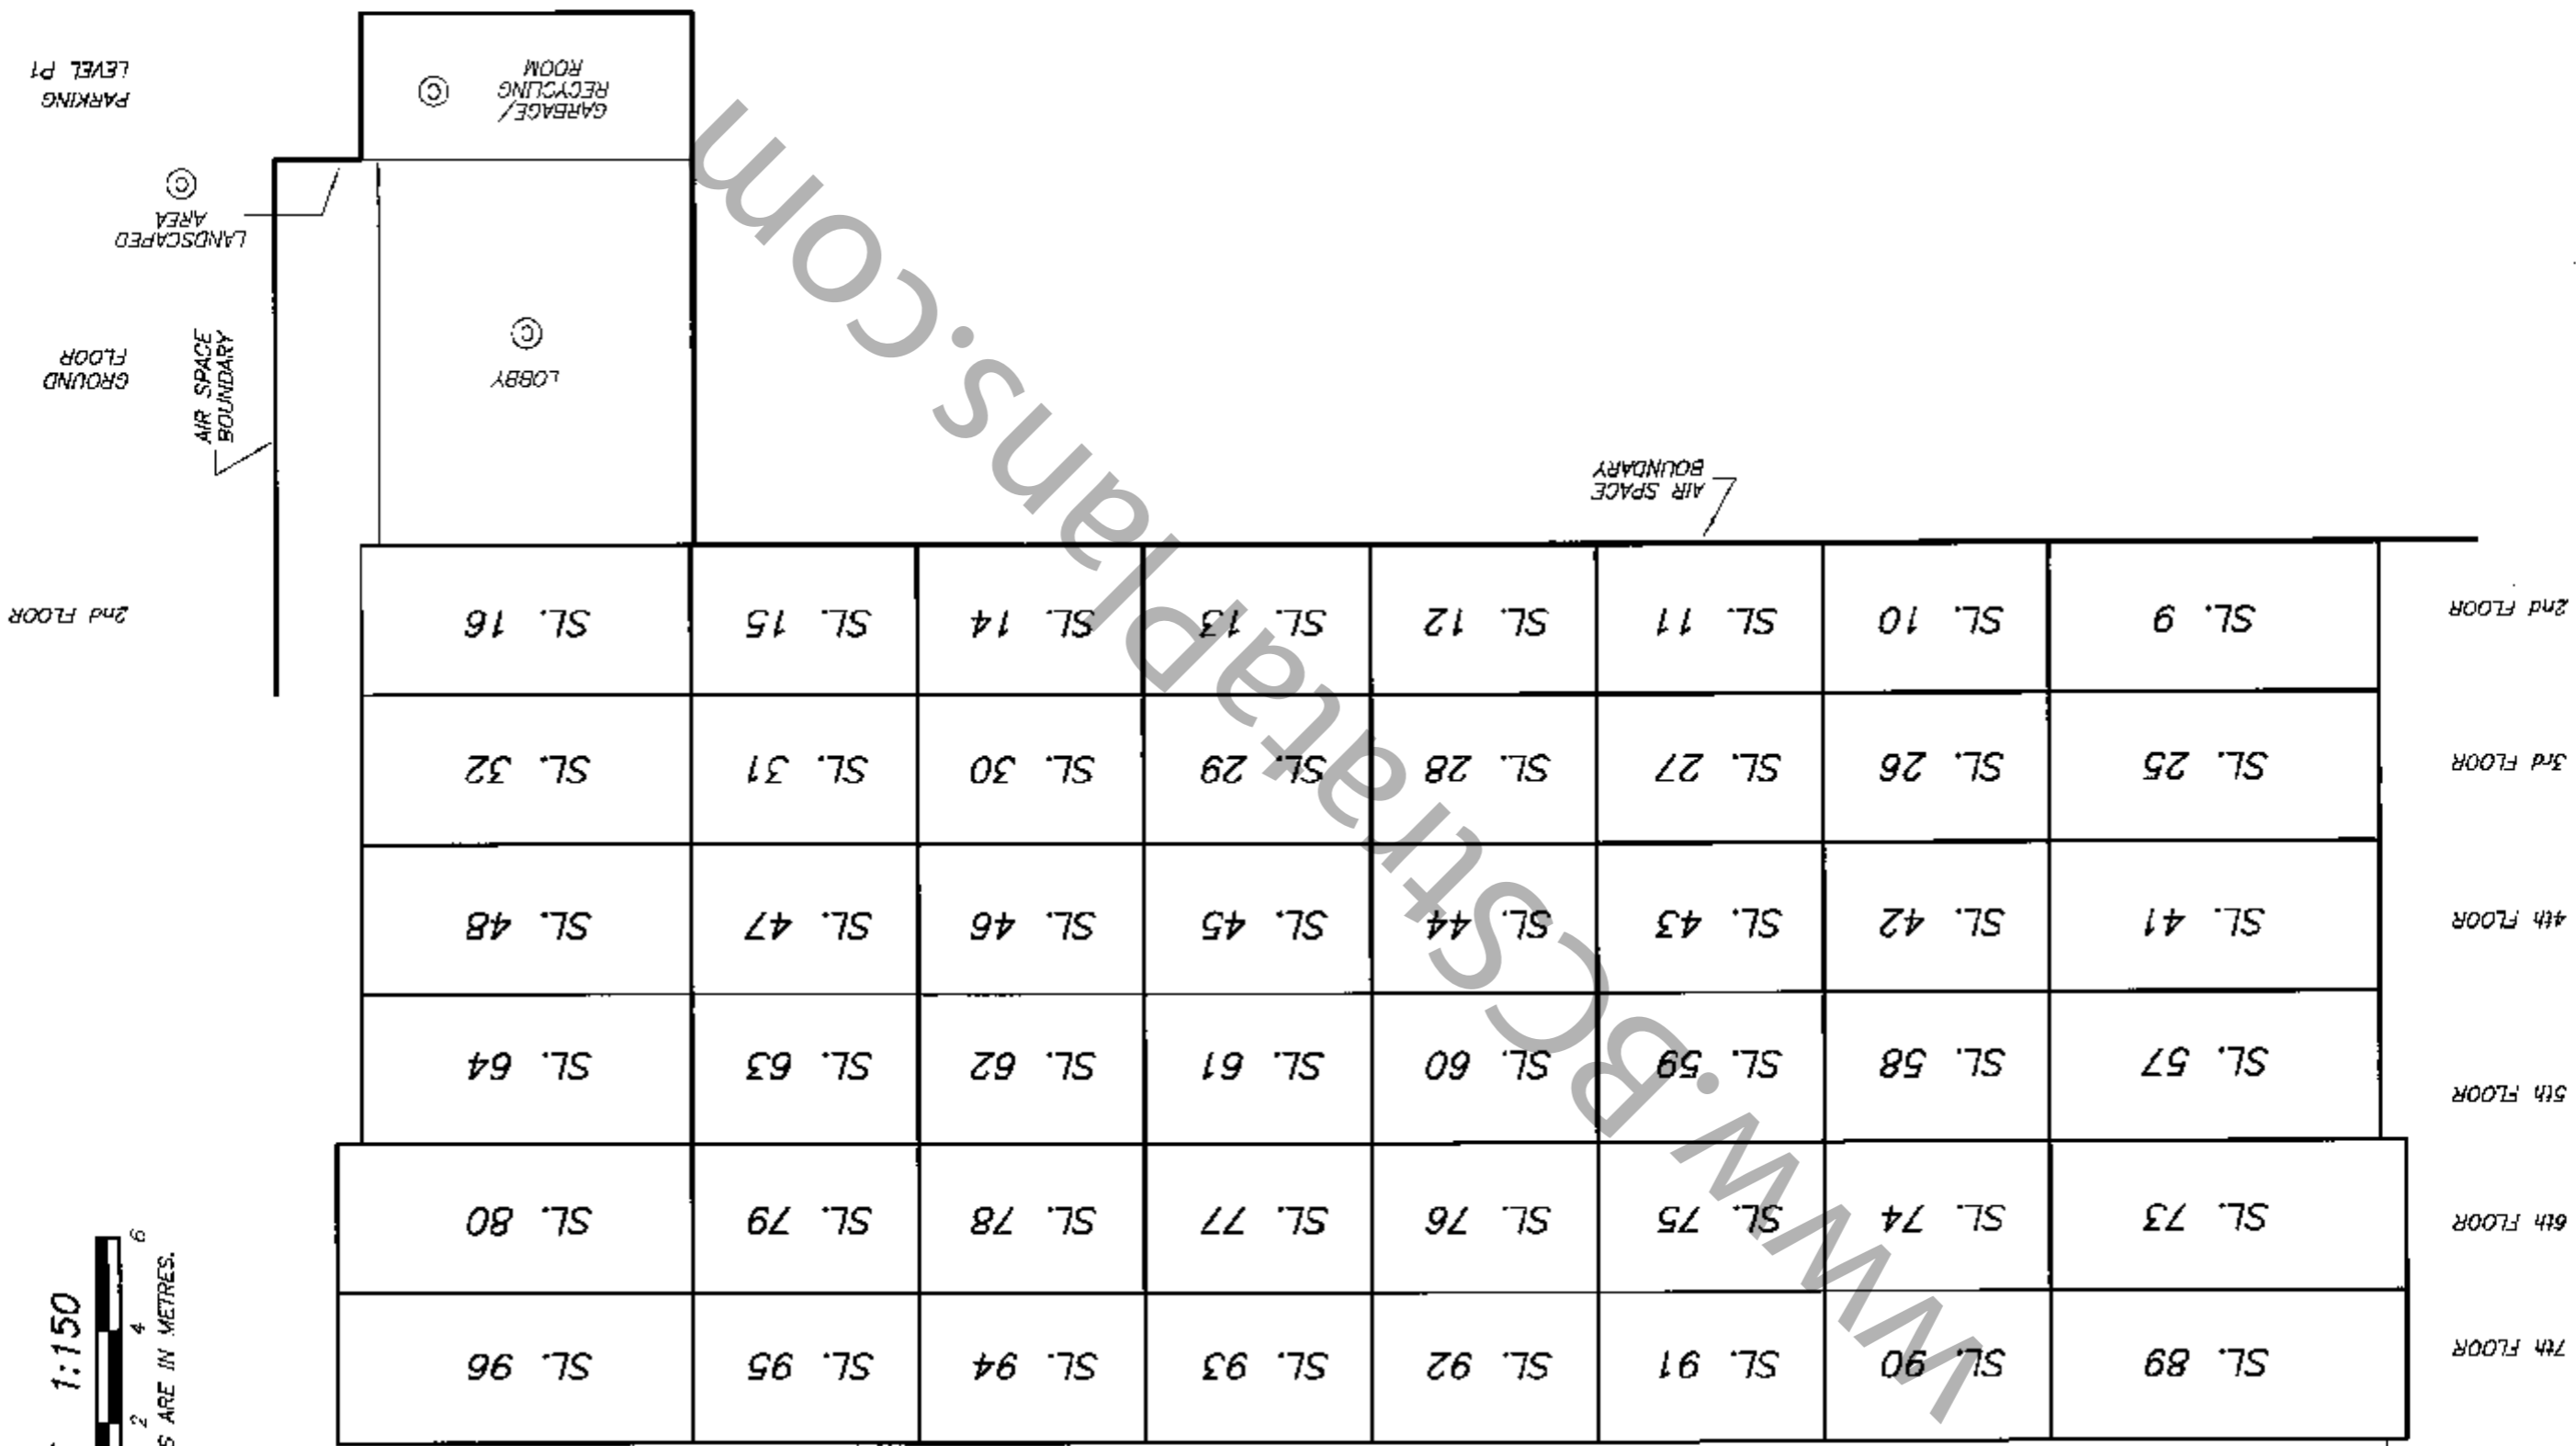 7th FLOOR
SL. 89
SL. 90
SL. 91
SL. 92
SL. 93
SL. 94
SL. 95
SL. 96
6th FLOOR
SL. 73
SL. 74
SL. 75
SL. 76
SL. 77
SL. 78
SL. 79
SL. 80
5th FLOOR
SL. 57
SL. 58
SL. 59
SL. 60
SL. 61
SL. 62
SL. 63
SL. 64
4th FLOOR
SL. 41
SL. 42
SL. 43
SL. 44
SL. 45
SL. 46
SL. 47
SL. 48
3rd FLOOR
SL. 25
SL. 26
SL. 27
SL. 28
SL. 29
SL. 30
SL. 31
SL. 32
2nd FLOOR
SL. 9
SL. 10
SL. 11
SL. 12
SL. 13
SL. 14
SL. 15
SL. 16
2nd FLOOR
AIR SPACE
BOUNDARY
LOBBY
C
GROUND
FLOOR
AIR SPACE
BOUNDARY
LANDSCAPED
AREA
C
GARBAGE/
RECYCLING
ROOM
C
PARKING
LEVEL P1
1:150
2 4 6
ARE IN METRES.
www.BCStrataPlans.com